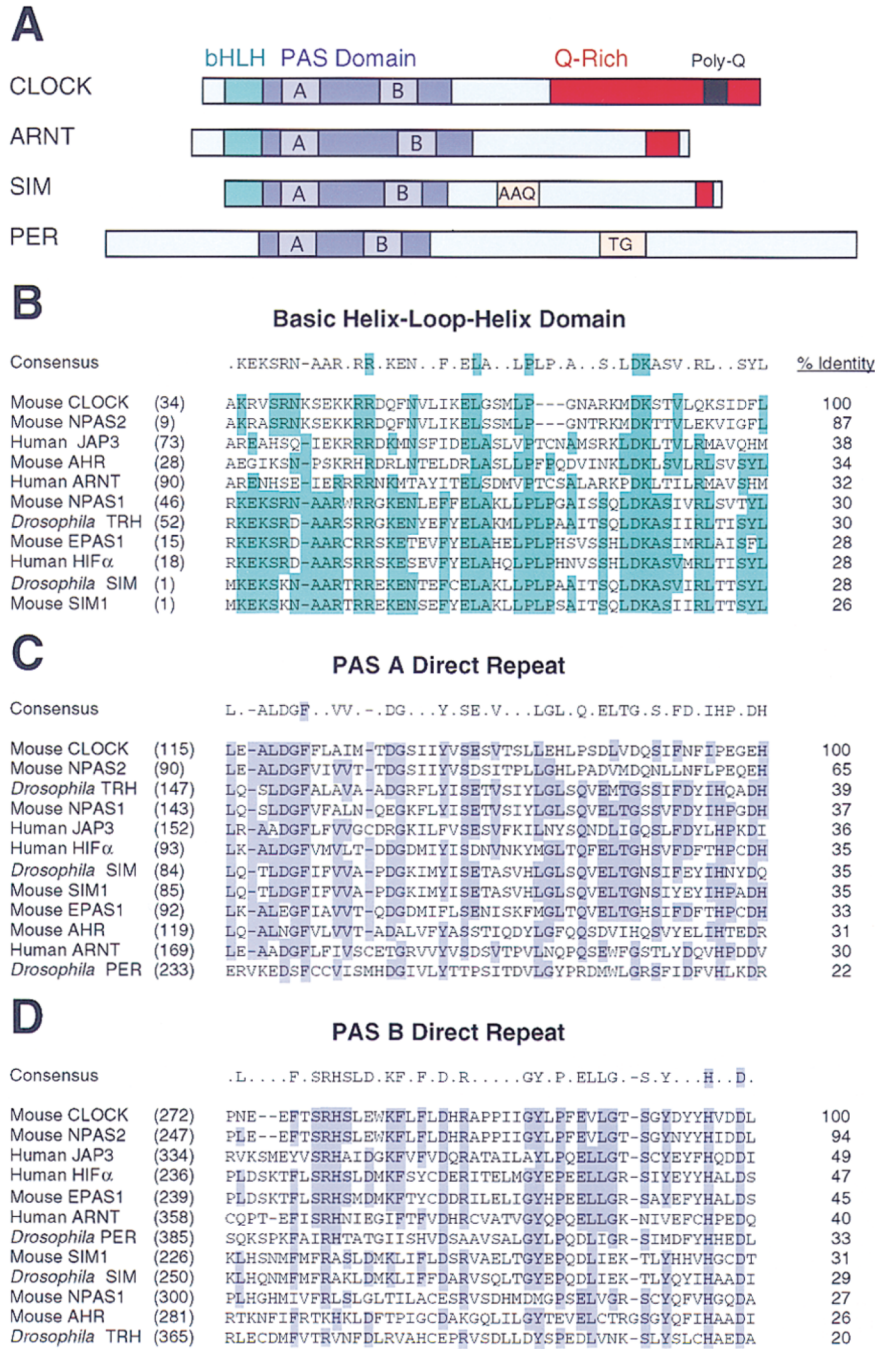 A
bHLH PAS Domain Q-Rich Poly-Q
CLOCK A B
ARNT A B
SIM A B AAQ
PER A B TG
B
Basic Helix-Loop-Helix Domain
Consensus .KEKSRN-AAR.RR.KEN..F.ELA..LPLP.A..S.LDKASV.RL..SYL % Identity
Mouse CLOCK (34) AKRVSRNKSEKKRRDQFNVLIKELGSMLP---GNARKMDKSTVLQKSIDFL 100
Mouse NPAS2 (9) AKRASRNKSEKKRRDQFNVLIKELSSMLP---GNTRKMDKTTVLEKVIGFL 87
Human JAP3 (73) AREAHSQ-IEKRRRDKMNSFIDELASLVPTCNAMSRKLDKLTVLRMAVQHM 38
Mouse AHR (28) AEGIKSN-PSKRHRDRLNTELDRLASLLPFPQDVINKLDKLSVLRLSVSYL 34
Human ARNT (90) ARENHSE-IERRRRNKMTAYITELSDMVPTCSALARKPDKLTILRMAVSHM 32
Mouse NPAS1 (46) RKEKSRN-AARWRRGKENLEFFELAKLLPLPGAISSQLDKASIVRLSVTYL 30
Drosophila TRH (52) RKEKSRD-AARSRRGKENYEFYELAKMLPLPAAITSQLDKASIIRLTISYL 30
Mouse EPAS1 (15) RKEKSRD-AARCRRSKETEVFYELAHELPLPHSVSSHLDKASIMRLAISFL 28
Human HIFα (18) RKEKSRD-AARSRRSKESEVFYELAHQLPLPHNVSSHLDKASVMRLTISYL 28
Drosophila SIM (1) MKEKSKN-AARTRREKENTEFCELAKLLPLPAAITSQLDKASVIRLTTSYL 28
Mouse SIM1 (1) MKEKSKN-AARTRREKENSEFYELAKLLPLPSAITSQLDKASIIRLTTSYL 26
C
PAS A Direct Repeat
Consensus L.-ALDGF..VV..DG...Y.SE.V...LGL.Q.ELTG.S.FD.IHP.DH
Mouse CLOCK (115) LE-ALDGFFLAIM-TDGSIIYVSESVTSLLEHLPSDLVDQSIFNFIPEGEH 100
Mouse NPAS2 (90) LE-ALDGFVIVVT-TDGSIIYVSDSITPLLGHLPADVMDQNLLNFLPEQEH 65
Drosophila TRH (147) LQ-SLDGFALAVA-ADGRFLYISETVSIYLGLSQVEMTGSSIFDYIHQADH 39
Mouse NPAS1 (143) LQ-SLDGFVFALN-QEGKFLYISETVSIYLGLSQVELTGSSVFDYIHPGDH 37
Human JAP3 (152) LR-AADGFLFVVGCDRGKILFVSESVFKILNYSQNDLIGQSLFDYLHPKDI 36
Human HIFα (93) LK-ALDGFVMVLT-DDGDMIYISDNVNKYMGLTQFELTGHSVFDFTHPCDH 35
Drosophila SIM (84) LQ-TLDGFIFVVA-PDGKIMYISETASVHLGLSQVELTGNSIFEYIHNYDQ 35
Mouse SIM1 (85) LQ-TLDGFIFVVA-PDGKIMYISETASVHLGLSQVELTGNSIYEYIHPADH 35
Mouse EPAS1 (92) LK-ALEGFIAVVT-QDGDMIFLSENISKFMGLTQVELTGHSIFDFTHPCDH 33
Mouse AHR (119) LQ-ALNGFVLVVT-ADALVFYASSTIQDYLGFQQSDVIHQSVYELIHTEDR 31
Human ARNT (169) LE-AADGFLFIVSCETGRVVYVSDSVTPVLNQPQSEWFGSTLYDQVHPDDV 30
Drosophila PER (233) ERVKEDSFCCVISMHDGIVLYTTPSITDVLGYPRDMWLGRSFIDFVHLKDR 22
D
PAS B Direct Repeat
Consensus .L....F.SRHSLD.KF.F.D.R.....GY.P.ELLG.-S.Y...H..D.
Mouse CLOCK (272) PNE--EFTSRHSLEWKFLFLDHRAPPIIGYLPFEVLGT-SGYDYYHVDDL 100
Mouse NPAS2 (247) PLE--EFTSRHSLEWKFLFLDHRAPPIIGYLPFEVLGT-SGYNYYHIDDL 94
Human JAP3 (334) RVKSMEYVSRHAIDGKFVFVDQRATAILAYLPQELLGT-SCYEYFHQDDI 49
Human HIFα (236) PLDSKTFLSRHSLDMKFSYCDERITELMGYEPEELLGR-SIYEYYHALDS 47
Mouse EPAS1 (239) PLDSKTFLSRHSMDMKFTYCDDRILELIGYHPEELLGR-SAYEFYHALDS 45
Human ARNT (358) CQPT-EFISRHNIEGIFTFVDHRCVATVGYQPQELLGK-NIVEFCHPEDQ 40
Drosophila PER (385) SQKSPKFAIRHTATGIISHVDSAAVSALGYLPQDLIGR-SIMDFYHHEDL 33
Mouse SIM1 (226) KLHSNMFMFRASLDMKLIFLDSRVAELTGYEPQDLIEK-TLYHHVHGCDT 31
Drosophila SIM (250) KLHQNMFMFRAKLDMKLIFFDARVSQLTGYEPQDLIEK-TLYQYIHAADI 29
Mouse NPAS1 (300) PLHGHMIVFRLSLGLTILACESRVSDHMDMGPSELVGR-SCYQFVHGQDA 27
Mouse AHR (281) RTKNFIFRTKHKLDFTPIGCDAKGQLILGYTEVELCTRGSGYQFIHAADM 26
Drosophila TRH (365) RLECDMFVTRVNFDLRVAHCEPRVSDLLDYSPEDLVNK-SLYSLCHAEDA 20